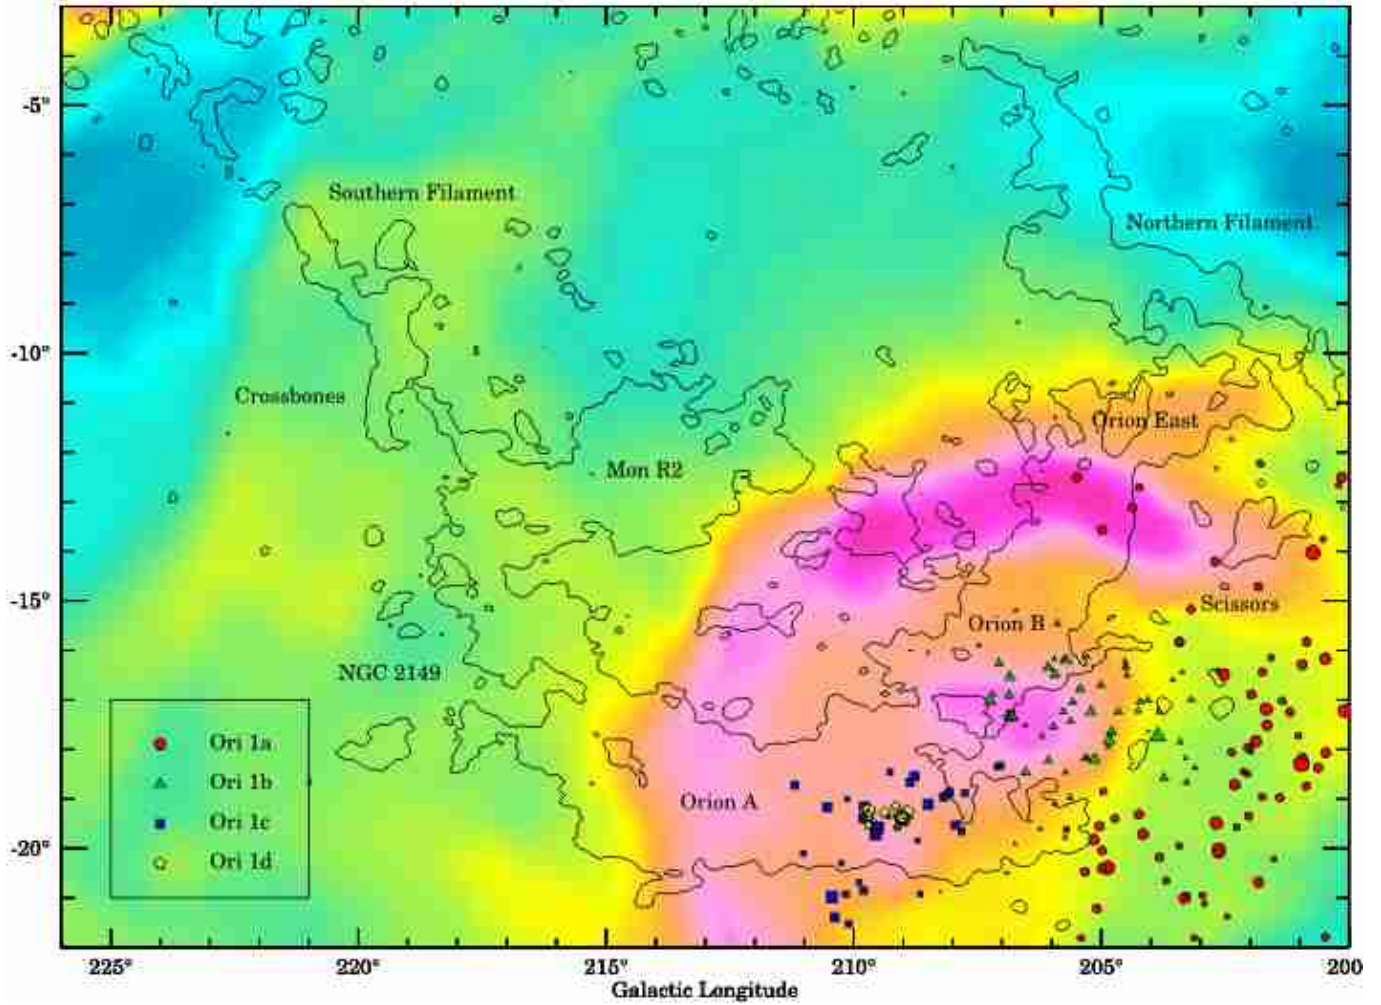 -5°
Southern Filament
Northern Filament
-10°
Crossbones
Orion East
Mon R2
-15°
Scissors
Orion B
NGC 2149
Ori 1a
Ori 1b
Orion A
Ori 1c
-20°
Ori 1d
225° 220° 215° 210° 205° 200
Galactic Longitude